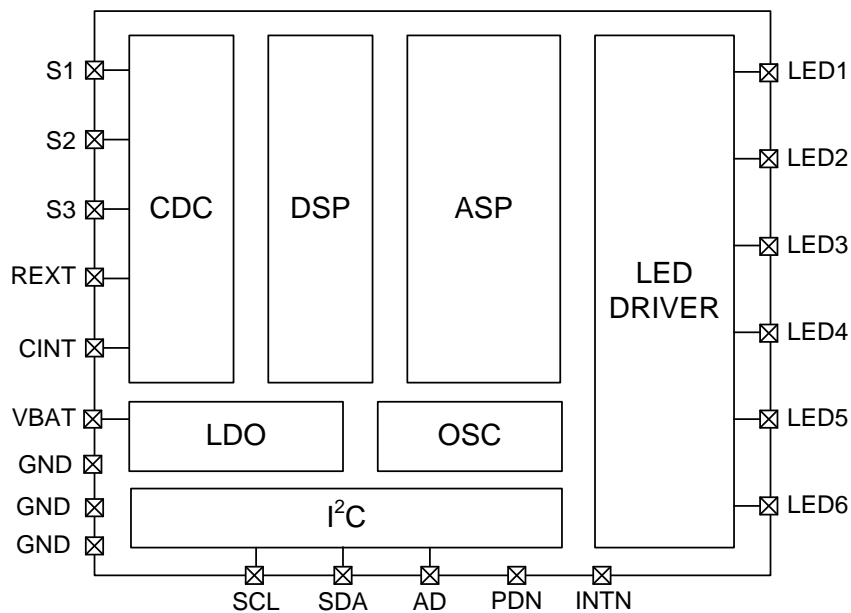 S1
S2
S3
REXT
CINT
VBAT
GND
GND
GND
CDC
DSP
ASP
LED
DRIVER
LDO
OSC
I²C
LED1
LED2
LED3
LED4
LED5
LED6
SCL
SDA
AD
PDN
INTN